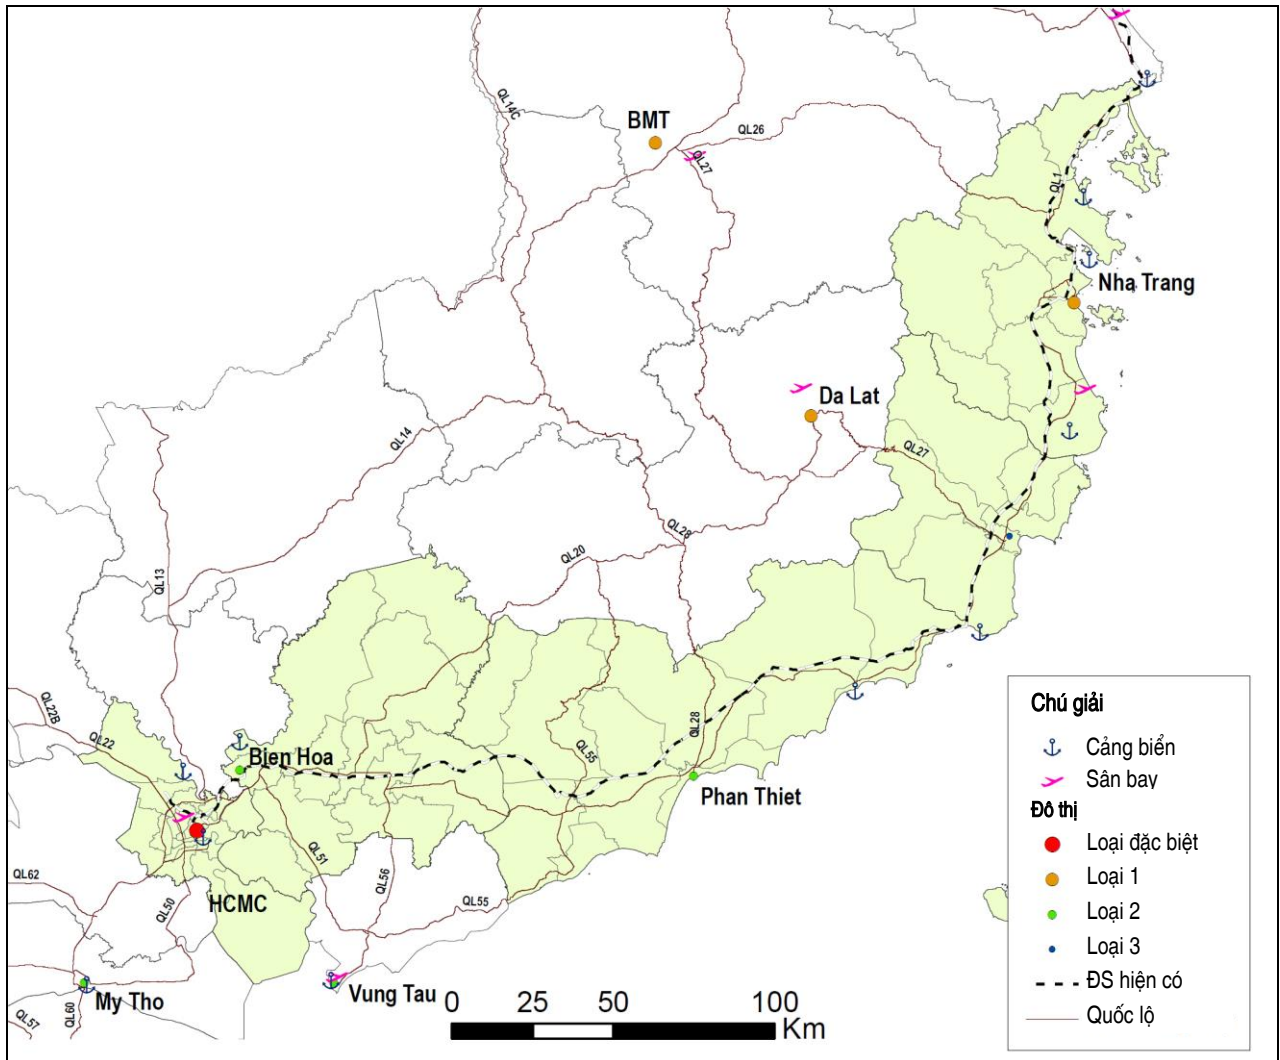 QL14C
BMT
QL26
QL27
QL1
Nha Trang
Da Lat
QL14
QL27
QL28
QL20
QL13
QL22B
QL22
QL28
QL55
Bien Hoa
Phan Thiet
QL51
QL56
QL62
QL50
HCMC
QL55
My Tho
Vung Tau
QL60
QL57
0 25 50 100
Km
Chú giải
Cảng biển
Sân bay
Đô thị
Loại đặc biệt
Loại 1
Loại 2
Loại 3
ĐS hiện có
Quốc lộ